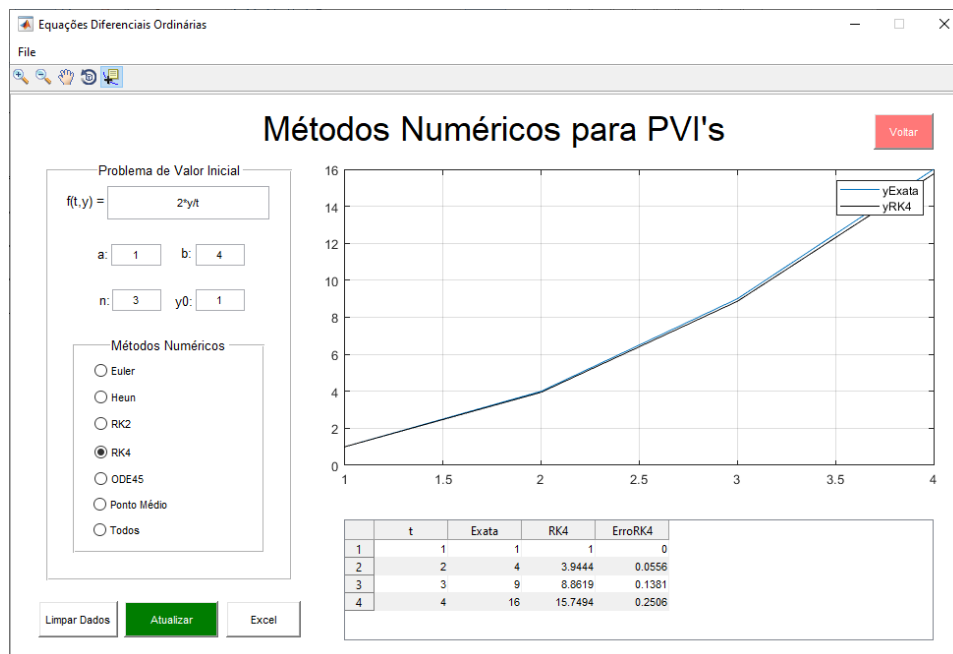 Equações Diferenciais Ordinárias
File
Métodos Numéricos para PVI's
Voltar
Problema de Valor Inicial
f(t,y) = 2*y/t
a: 1 b: 4
n: 3 y0: 1
Métodos Numéricos
Euler
Heun
RK2
RK4
ODE45
Ponto Médio
Todos
Limpar Dados Atualizar Excel
16
14
12
10
8
6
4
2
0
1 1.5 2 2.5 3 3.5 4
yExata
yRK4
t Exata RK4 ErroRK4
1 1 1 1 0
2 2 4 3.9444 0.0556
3 3 9 8.8619 0.1381
4 4 16 15.7494 0.2506